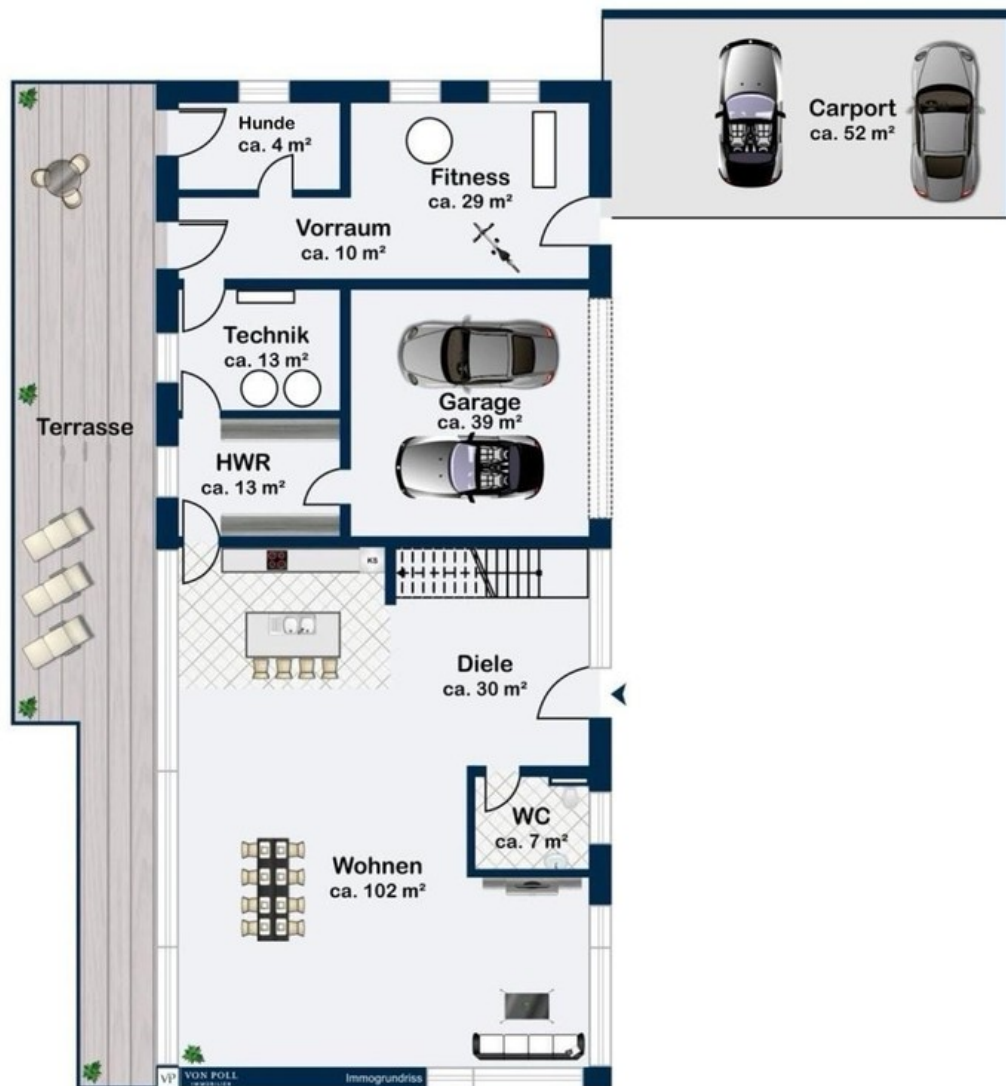 Carport
ca. 52 m²
Hunde
ca. 4 m²
Fitness
ca. 29 m²
Vorraum
ca. 10 m²
Technik
ca. 13 m²
Garage
ca. 39 m²
Terrasse
HWR
ca. 13 m²
KS
Diele
ca. 30 m²
WC
ca. 7 m²
Wohnen
ca. 102 m²
VP VON POLL
IMMOBILIEN
Immogrundriss